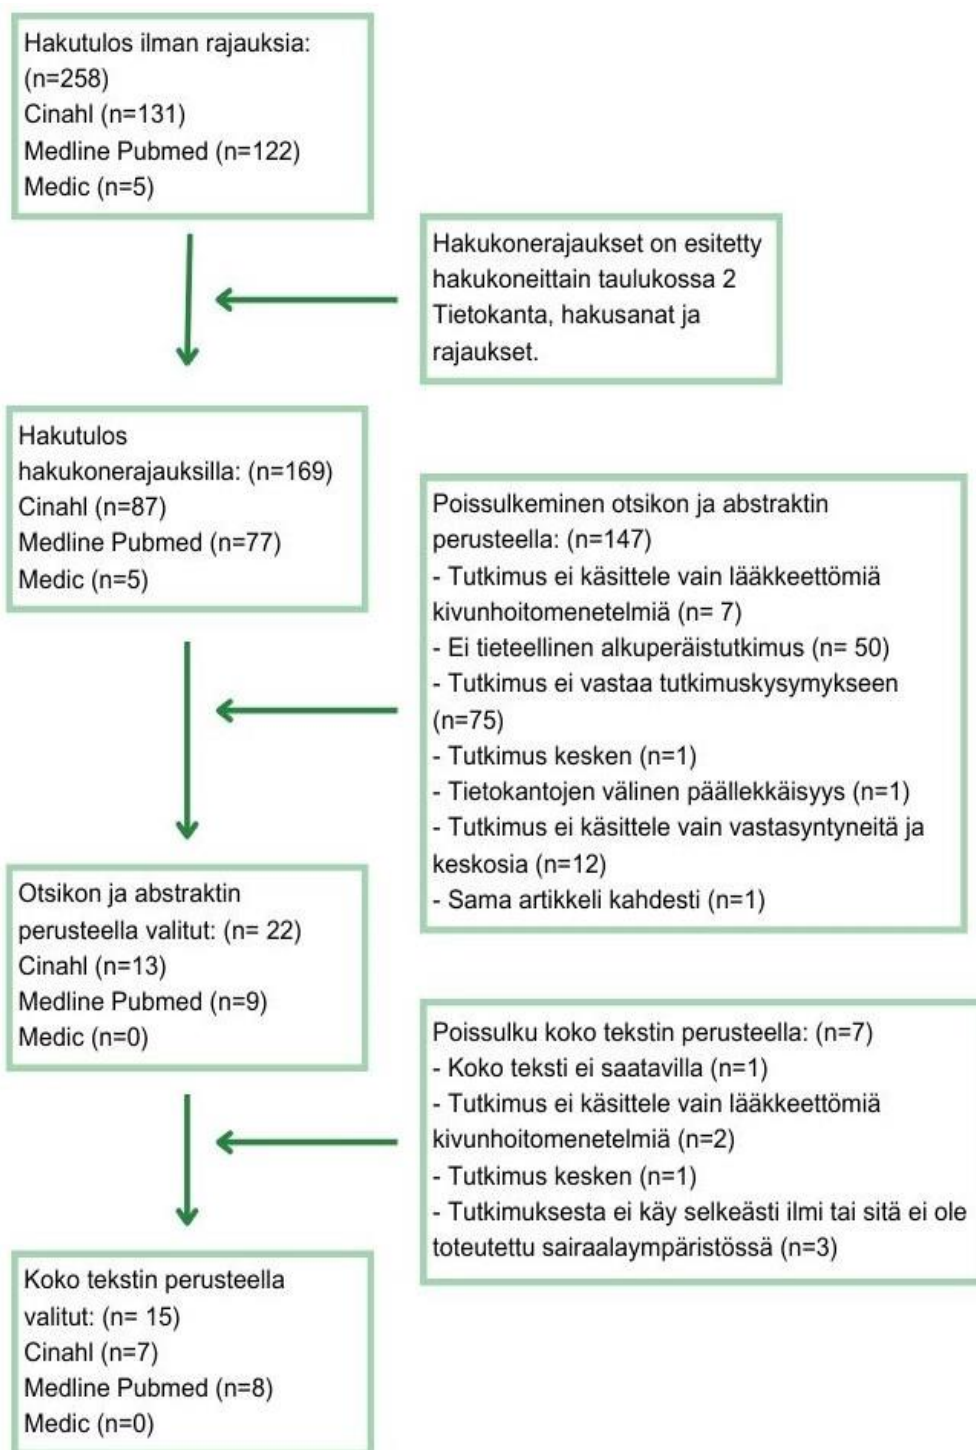 Hakutulos ilman rajauksia:
(n=258)
Cinahl (n=131)
Medline Pubmed (n=122)
Medic (n=5)
Hakukonerajaukset on esitetty
hakukoneittain taulukossa 2
Tietokanta, hakusanat ja
rajaukset.
Hakutulos
hakukonerajauksilla: (n=169)
Cinahl (n=87)
Medline Pubmed (n=77)
Medic (n=5)
Poissulkeminen otsikon ja abstraktin
perusteella: (n=147)
- Tutkimus ei käsittele vain lääkkeettömiä
kivunhoitomenetelmiä (n= 7)
- Ei tieteellinen alkuperäistutkimus (n= 50)
- Tutkimus ei vastaa tutkimuskysymykseen
(n=75)
- Tutkimus kesken (n=1)
- Tietokantojen välinen päällekkäisyys (n=1)
- Tutkimus ei käsittele vain vastasyntyneitä ja
keskosia (n=12)
- Sama artikkeli kahdesti (n=1)
Otsikon ja abstraktin
perusteella valitut: (n= 22)
Cinahl (n=13)
Medline Pubmed (n=9)
Medic (n=0)
Poissulku koko tekstin perusteella: (n=7)
- Koko teksti ei saatavilla (n=1)
- Tutkimus ei käsittele vain lääkkeettömiä
kivunhoitomenetelmiä (n=2)
- Tutkimus kesken (n=1)
- Tutkimuksesta ei käy selkeästi ilmi tai sitä ei ole
toteutettu sairaalaympäristössä (n=3)
Koko tekstin perusteella
valitut: (n= 15)
Cinahl (n=7)
Medline Pubmed (n=8)
Medic (n=0)